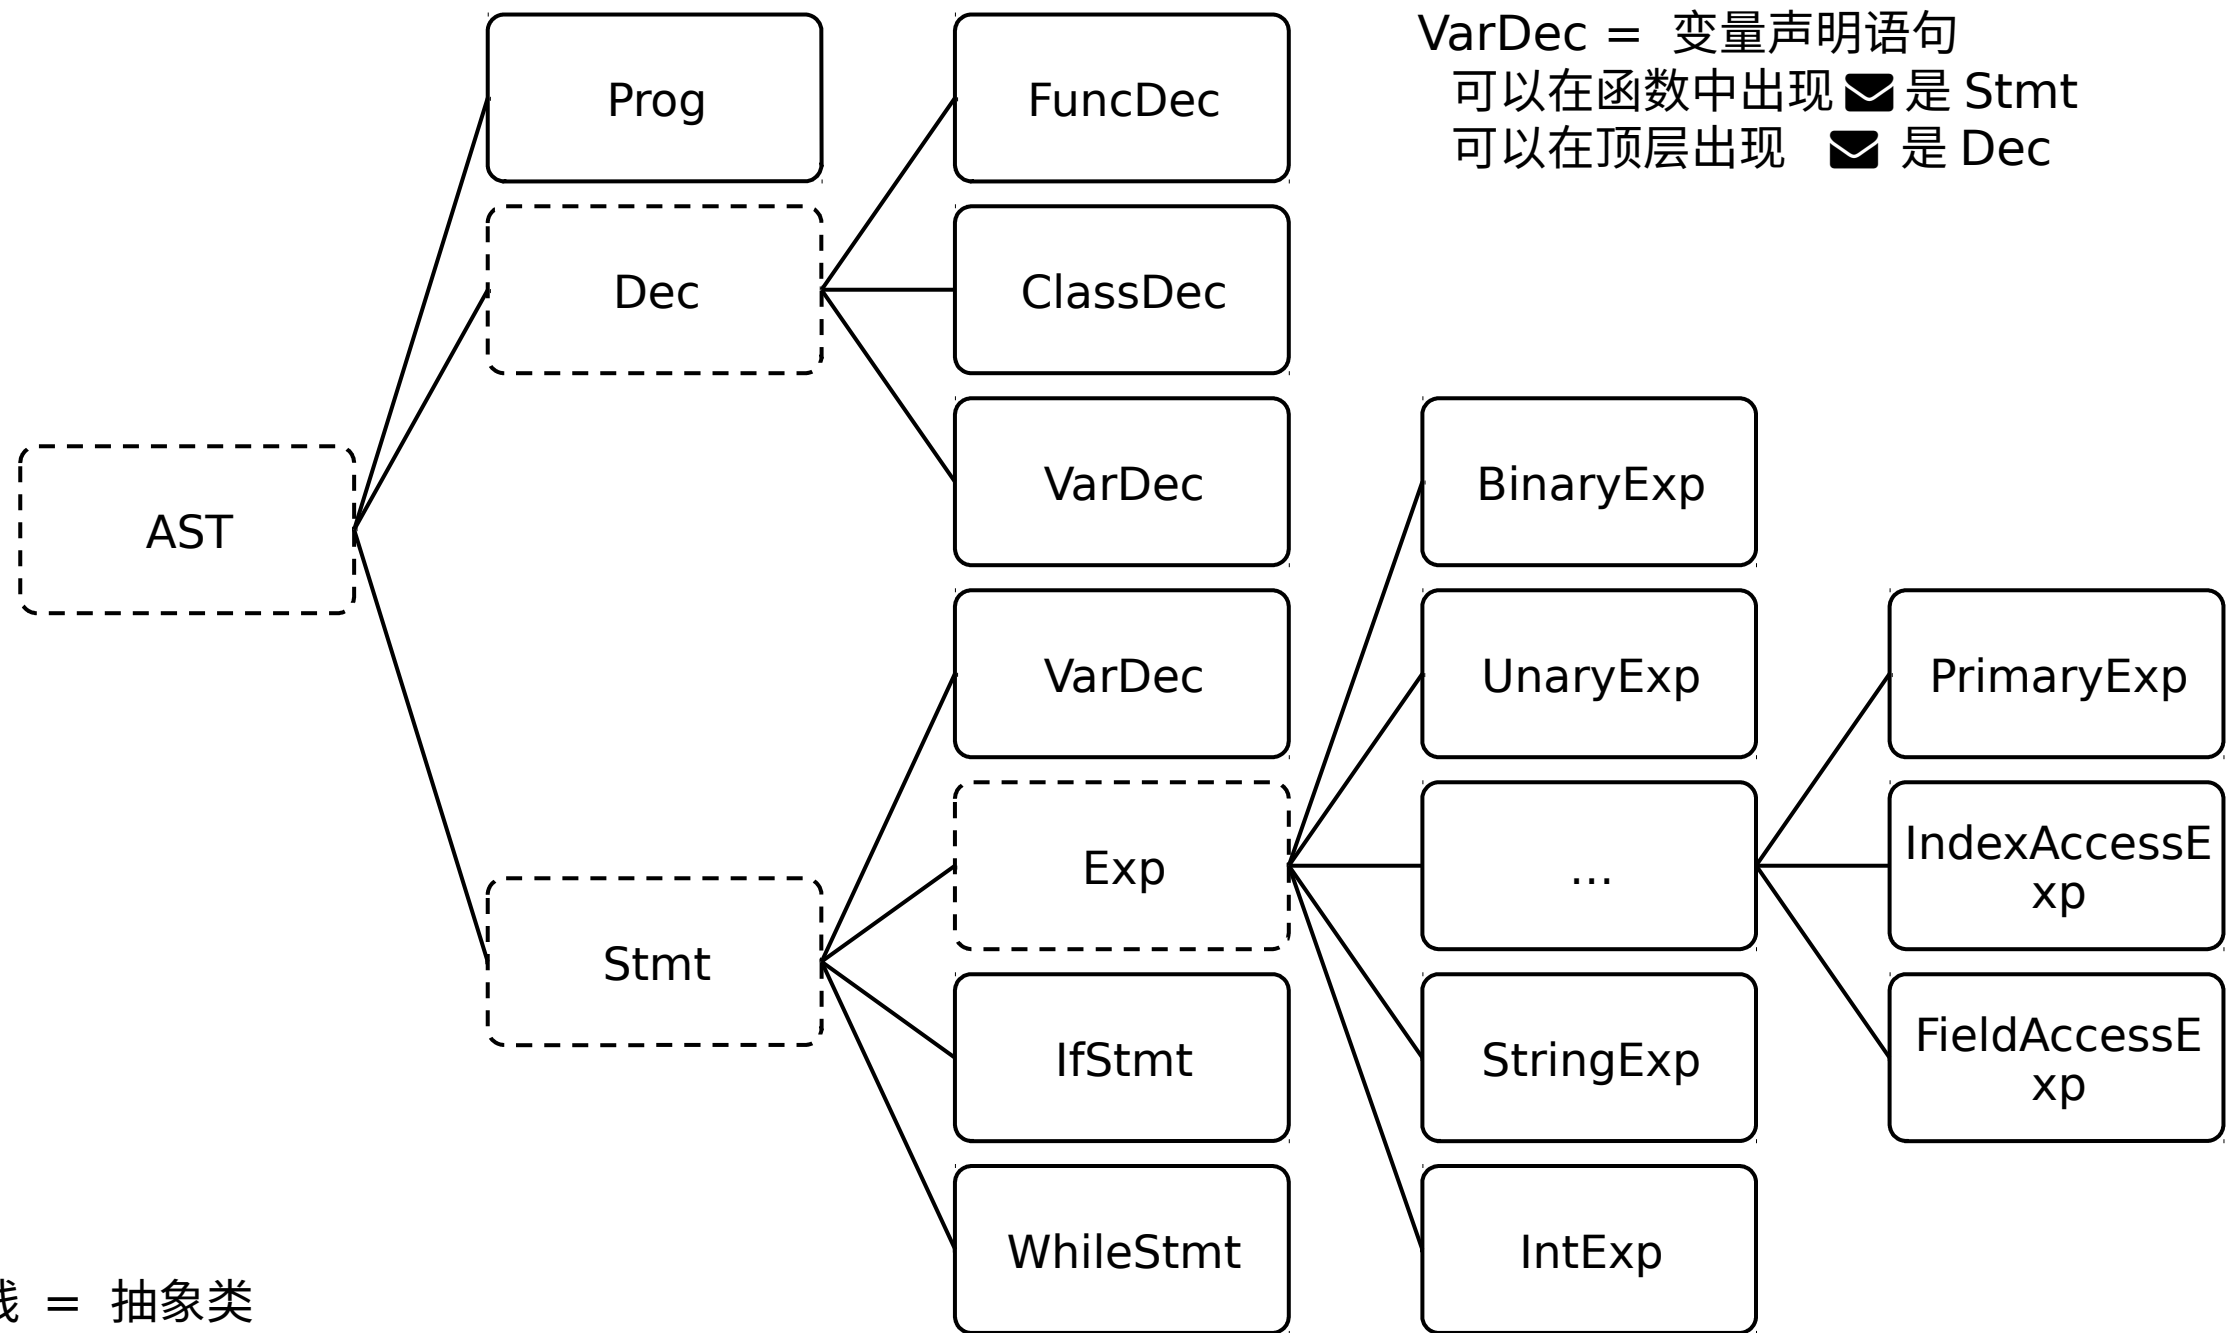 VarDec = 变量声明语句
可以在函数中出现 是 Stmt
可以在顶层出现 是 Dec
Prog
FuncDec
Dec
ClassDec
VarDec
BinaryExp
AST
VarDec
UnaryExp
PrimaryExp
Exp
...
IndexAccessE
xp
Stmt
IfStmt
StringExp
FieldAccessE
xp
WhileStmt
IntExp
= 抽象类